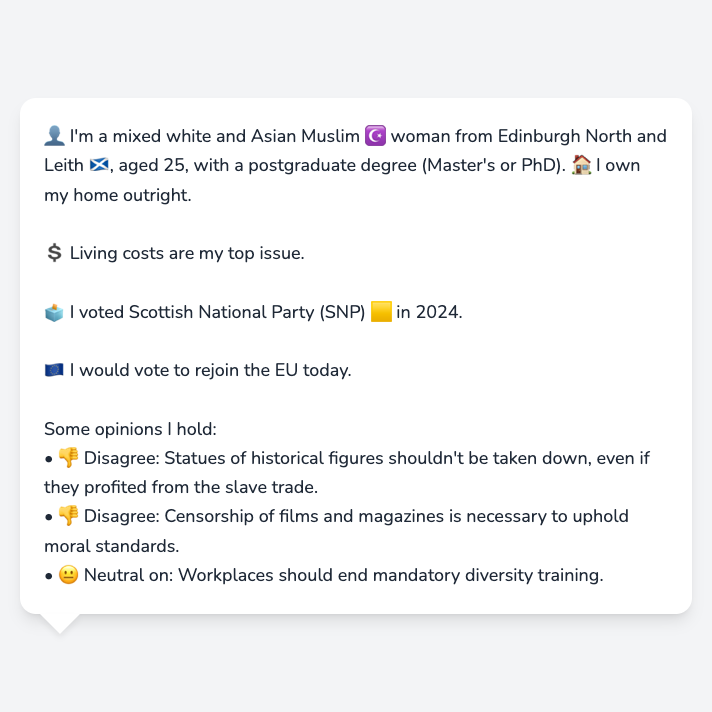 👤 I'm a mixed white and Asian Muslim ☪️ woman from Edinburgh North and
Leith 🏴󠁧󠁢󠁳󠁣󠁴󠁿, aged 25, with a postgraduate degree (Master's or PhD). 🏠 I own
my home outright.
💲 Living costs are my top issue.
🗳️ I voted Scottish National Party (SNP) 🟨 in 2024.
🇪🇺 I would vote to rejoin the EU today.
Some opinions I hold:
• 👎 Disagree: Statues of historical figures shouldn't be taken down, even if
they profited from the slave trade.
• 👎 Disagree: Censorship of films and magazines is necessary to uphold
moral standards.
• 😐 Neutral on: Workplaces should end mandatory diversity training.